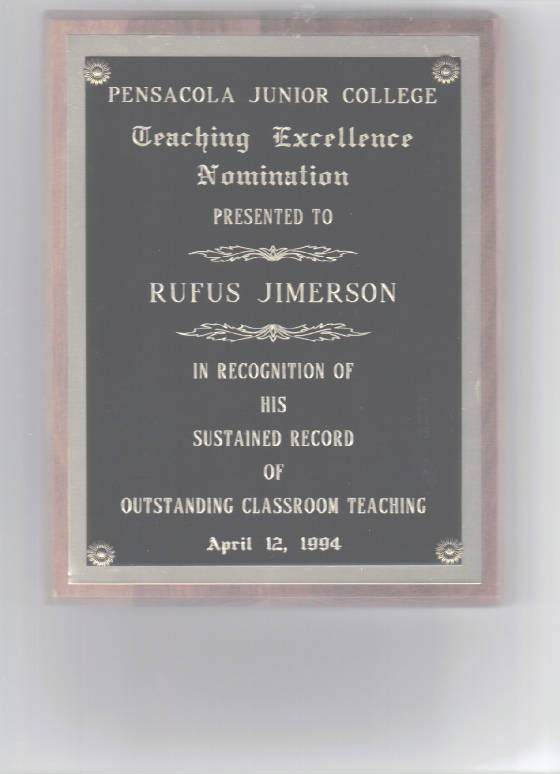 PENSACOLA JUNIOR COLLEGE
Teaching Excellence
Nomination
PRESENTED TO
RUFUS JIMERSON
IN RECOGNITION OF
HIS
SUSTAINED RECORD
OF
OUTSTANDING CLASSROOM TEACHING
April 12, 1994